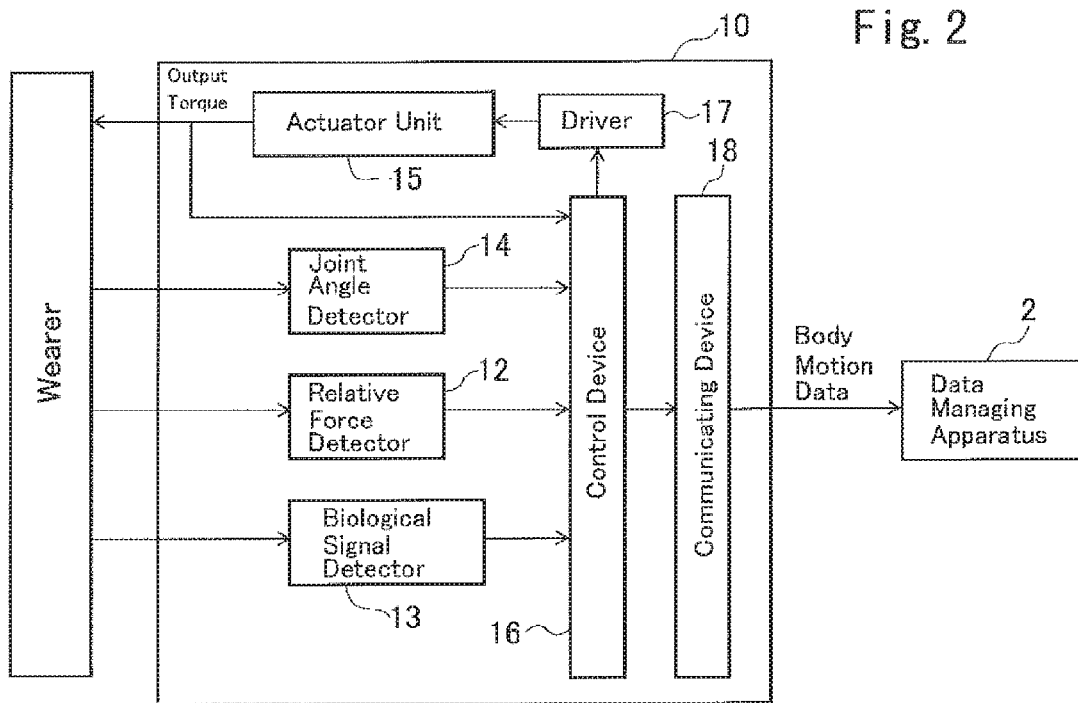 Fig. 2
10
Output
Torque
Actuator Unit
15
Driver
17
18
14
Joint
Angle
Detector
12
Relative
Force
Detector
Biological
Signal
Detector
13
16
Wearer
Control Device
Communicating Device
Body
Motion
Data
2
Data
Managing
Apparatus